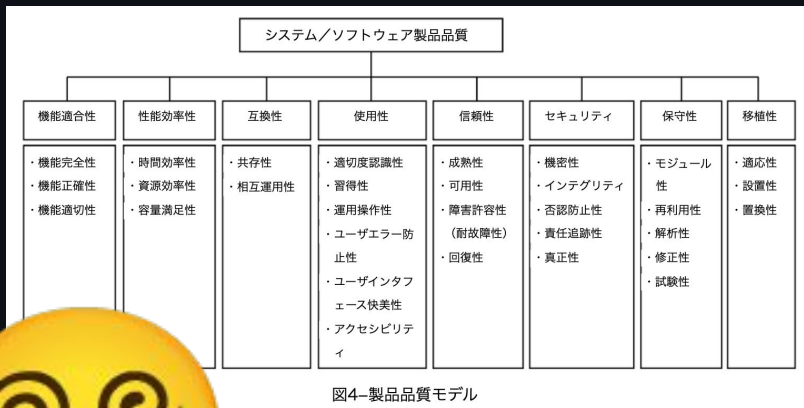 システム／ソフトウェア製品品質
機能適合性
性能効率性
互換性
使用性
信頼性
セキュリティ
保守性
移植性
・機能完全性
・機能正確性
・機能適切性
・時間効率性
・資源効率性
・容量満足性
・共存性
・相互運用性
・適切度認識性
・習得性
・運用操作性
・ユーザエラー防
止性
・ユーザインタフ
ェース快美性
・アクセシビリテ
ィ
・成熟性
・可用性
・障害許容性
（耐故障性）
・回復性
・機密性
・インテグリティ
・否認防止性
・責任追跡性
・真正性
・モジュール
性
・再利用性
・解析性
・修正性
・試験性
・適応性
・設置性
・置換性
図4–製品品質モデル